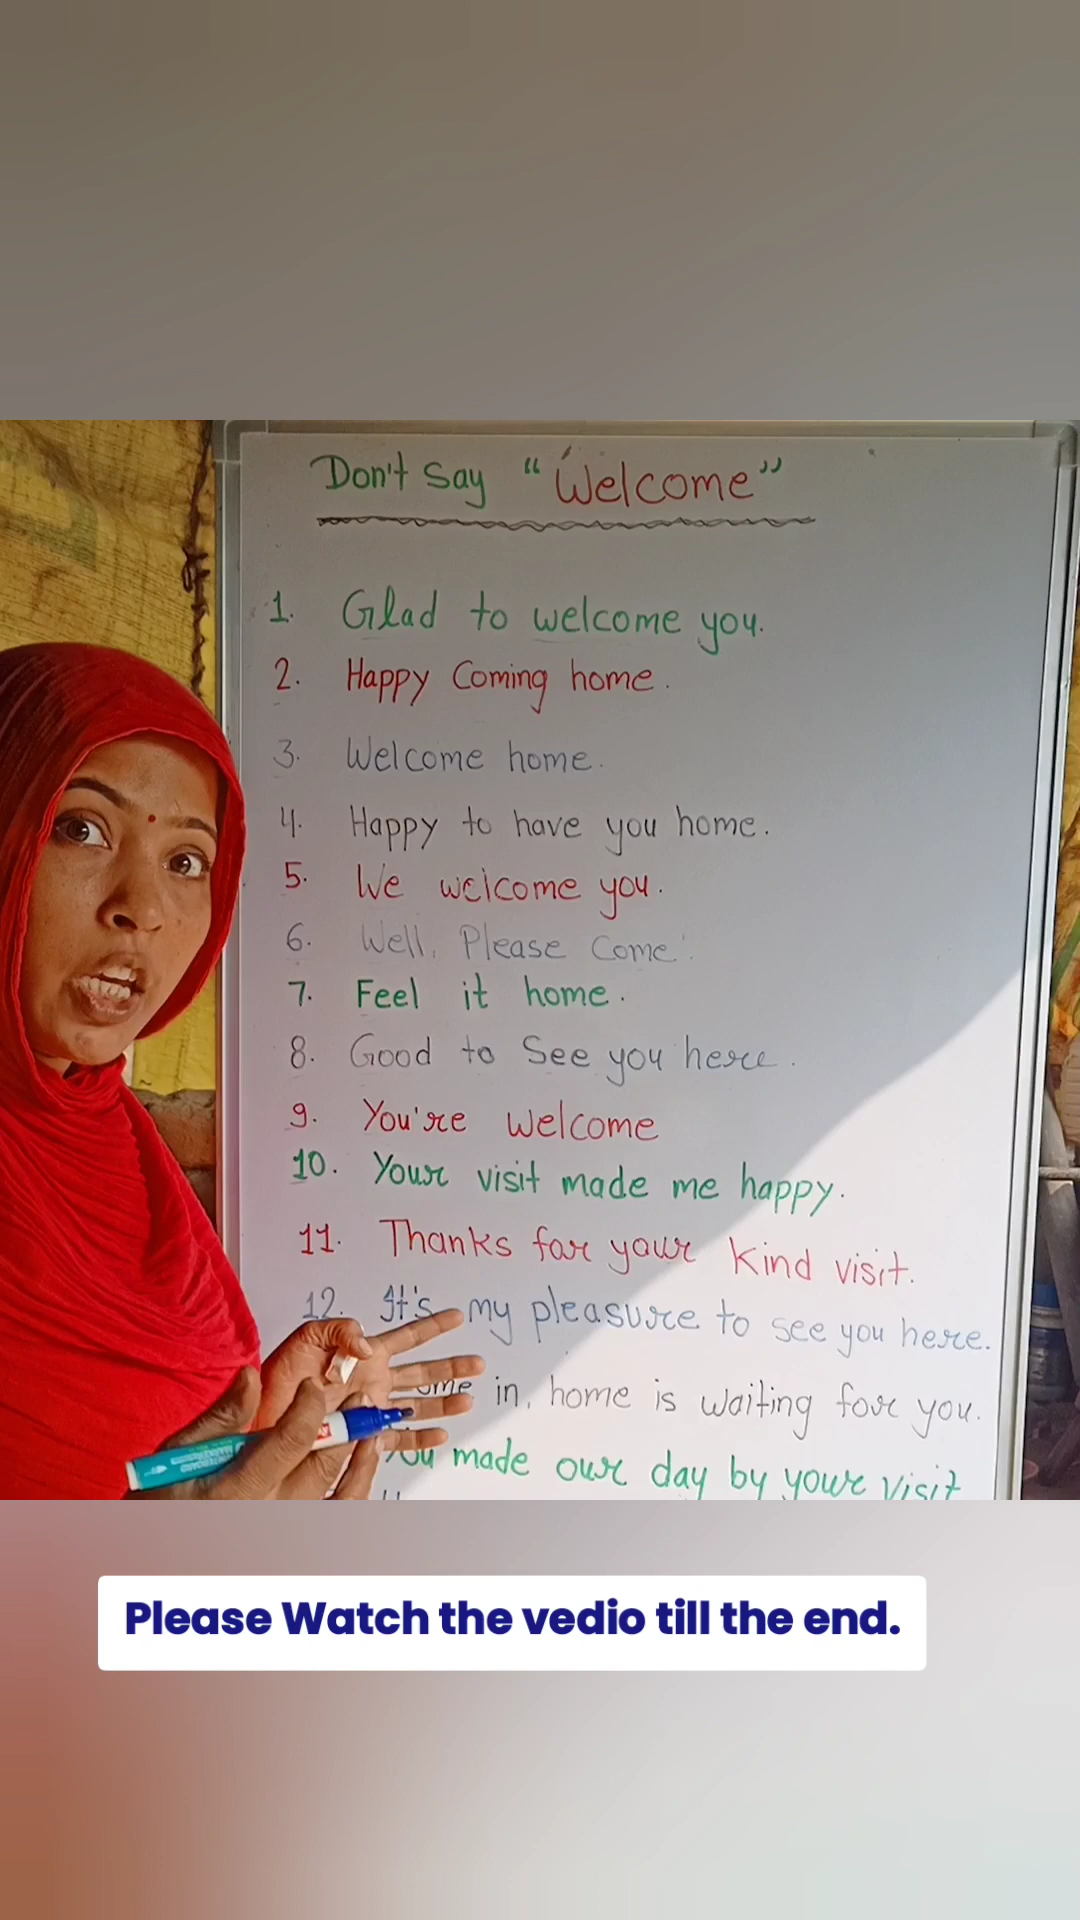 Don't Say "Welcome"
1. Glad to welcome you.
2. Happy Coming home.
3. Welcome home.
4. Happy to have you home.
5. We welcome you.
6. Well, Please Come.
7. Feel it home.
8. Good to See you here.
9. You're welcome
10. Your visit made me happy.
11. Thanks for your kind visit.
12. It's my pleasure to see you here.
in, home is waiting for you.
You made our day by your visit
Please Watch the vedio till the end.